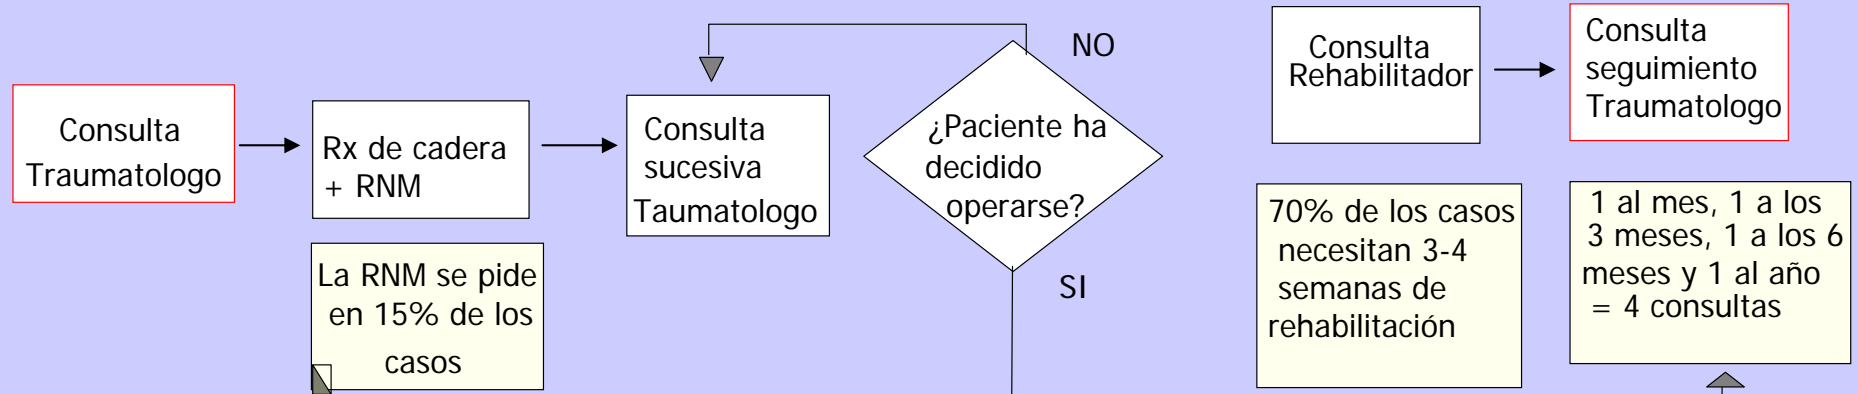 Consulta
Traumatologo
Rx de cadera
+ RNM
La RNM se pide
en 15% de los
casos
Consulta
sucesiva
Taumatologo
NO
¿Paciente ha
decidido
operarse?
SI
Consulta
Rehabilitador
70% de los casos
necesitan 3-4
semanas de
rehabilitación
Consulta
seguimiento
Traumatologo
1 al mes, 1 a los
3 meses, 1 a los 6
meses y 1 al año
= 4 consultas